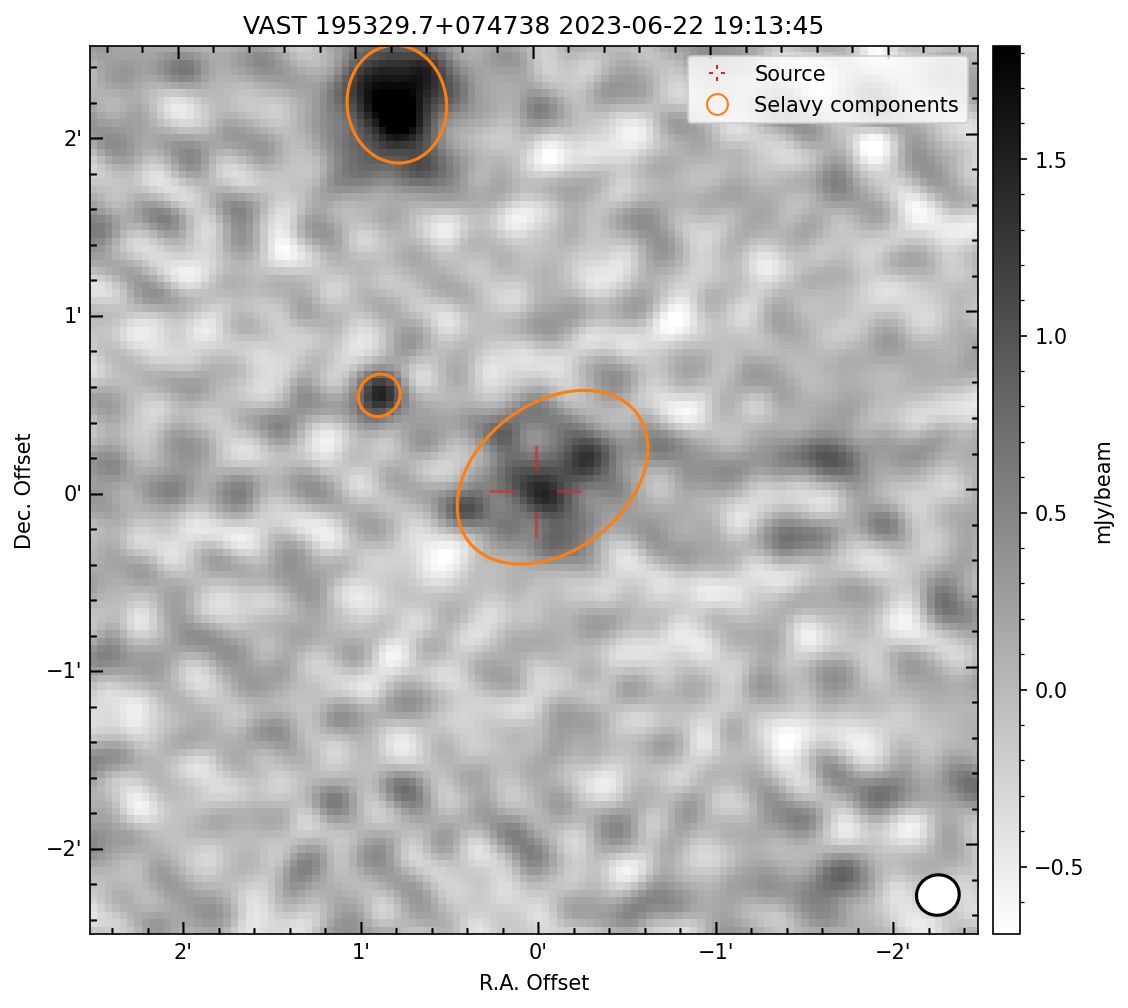 VAST 195329.7+074738 2023-06-22 19:13:45
Source
Selavy components
2'
1'
0'
−1'
−2'
Dec. Offset
2'
1'
0'
−1'
−2'
R.A. Offset
1.5
1.0
0.5
0.0
−0.5
mJy/beam